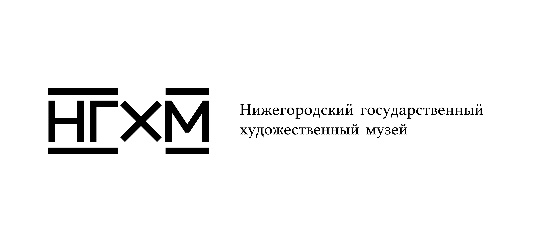 НГХМ
Нижегородский государственный
художественный музей